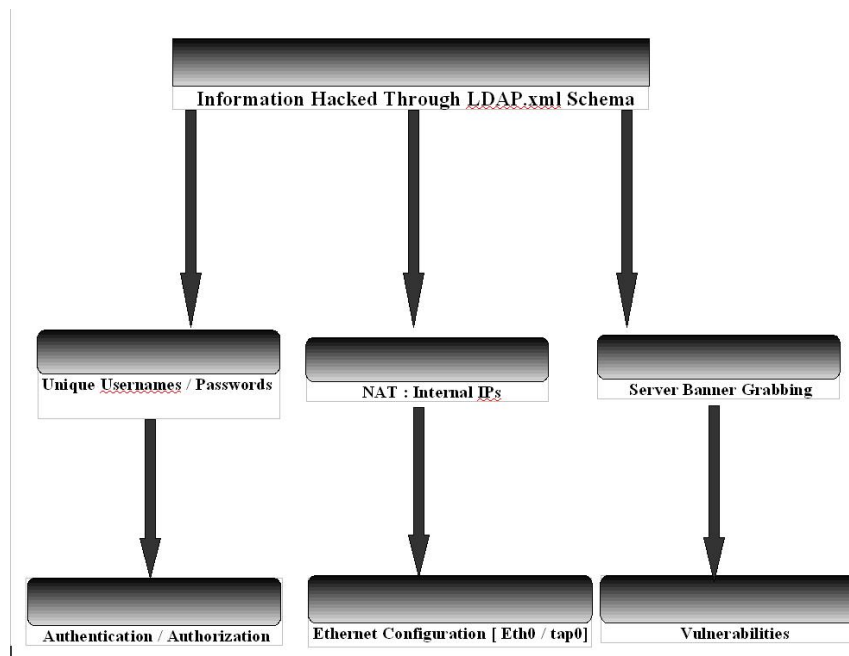 Information Hacked Through LDAP.xml Schema
Unique Usernames / Passwords
NAT : Internal IPs
Server Banner Grabbing
Authentication / Authorization
Ethernet Configuration [ Eth0 / tap0]
Vulnerabilities